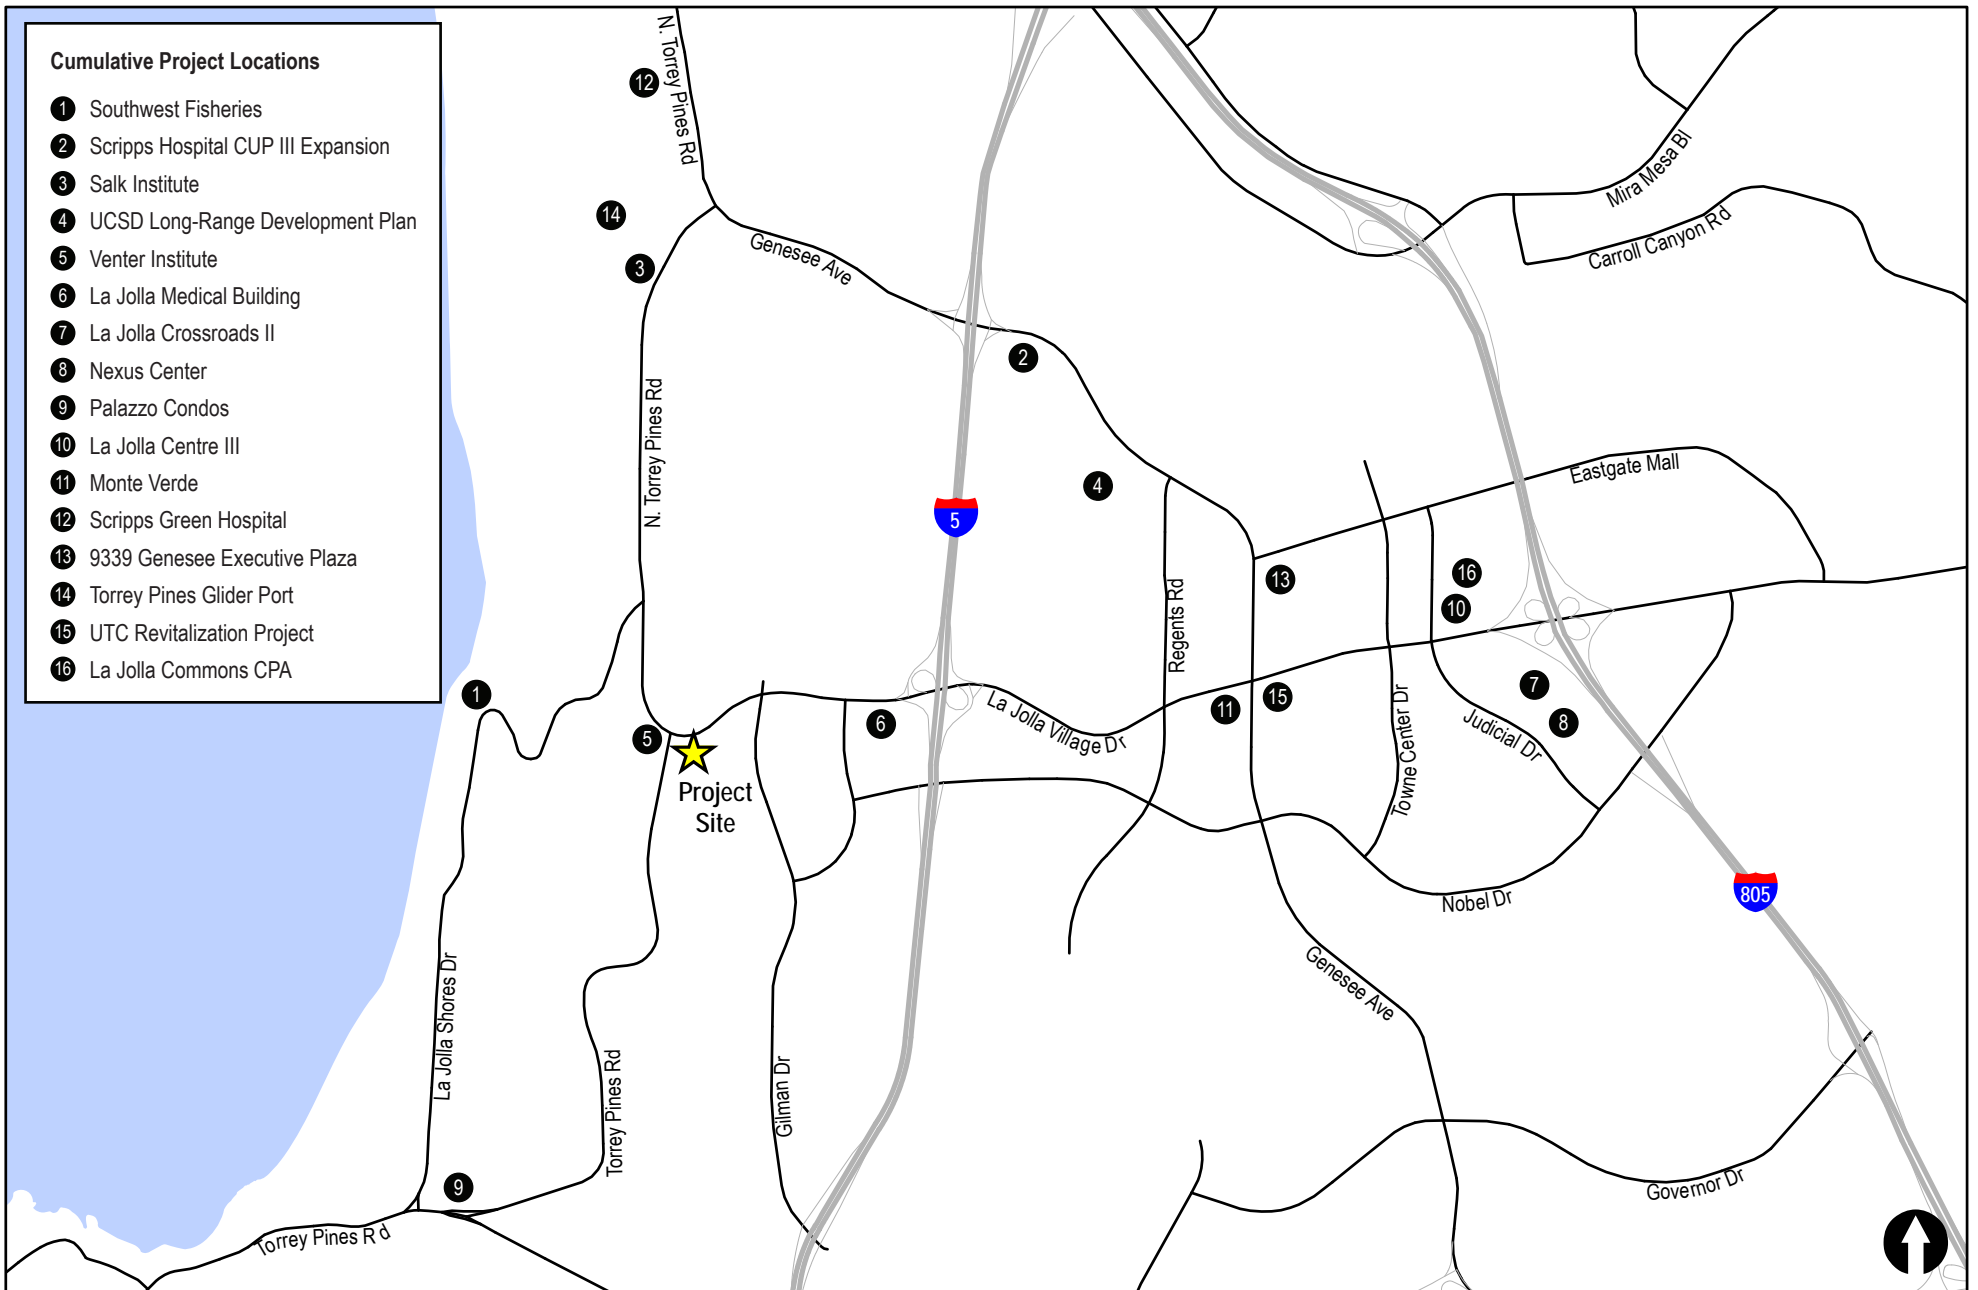 Cumulative Project Locations
1 Southwest Fisheries
2 Scripps Hospital CUP III Expansion
3 Salk Institute
4 UCSD Long-Range Development Plan
5 Venter Institute
6 La Jolla Medical Building
7 La Jolla Crossroads II
8 Nexus Center
9 Palazzo Condos
10 La Jolla Centre III
11 Monte Verde
12 Scripps Green Hospital
13 9339 Genesee Executive Plaza
14 Torrey Pines Glider Port
15 UTC Revitalization Project
16 La Jolla Commons CPA
N. Torrey Pines Rd
12
Mira Mesa Bl
14
Carroll Canyon Rd
Genesee Ave
3
2
N. Torrey Pines Rd
Eastgate Mall
4
5
13
16
10
Regents Rd
1
7
11
15
8
6
5
La Jolla Village Dr
Towne Center Dr
Judicial Dr
Project
Site
805
Nobel Dr
Genesee Ave
La Jolla Shores Dr
Torrey Pines Rd
Gilman Dr
9
Governor Dr
Torrey Pines Rd